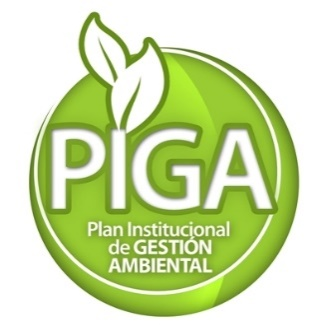 PIGA
Plan Institucional
de GESTIÓN
AMBIENTAL